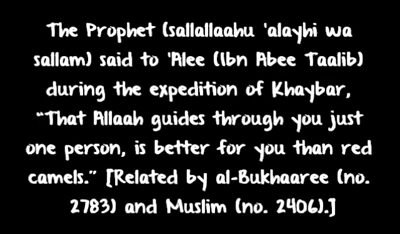 The Prophet (sallallaahu 'alayhi wa
sallam) said to 'Alee (Ibn Abee Taalib)
during the expedition of Khaybar,
"That Allaah guides through you just
one person, is better for you than red
camels." [Related by al-Bukhaaree (no.
2783) and Muslim (no. 2406).]